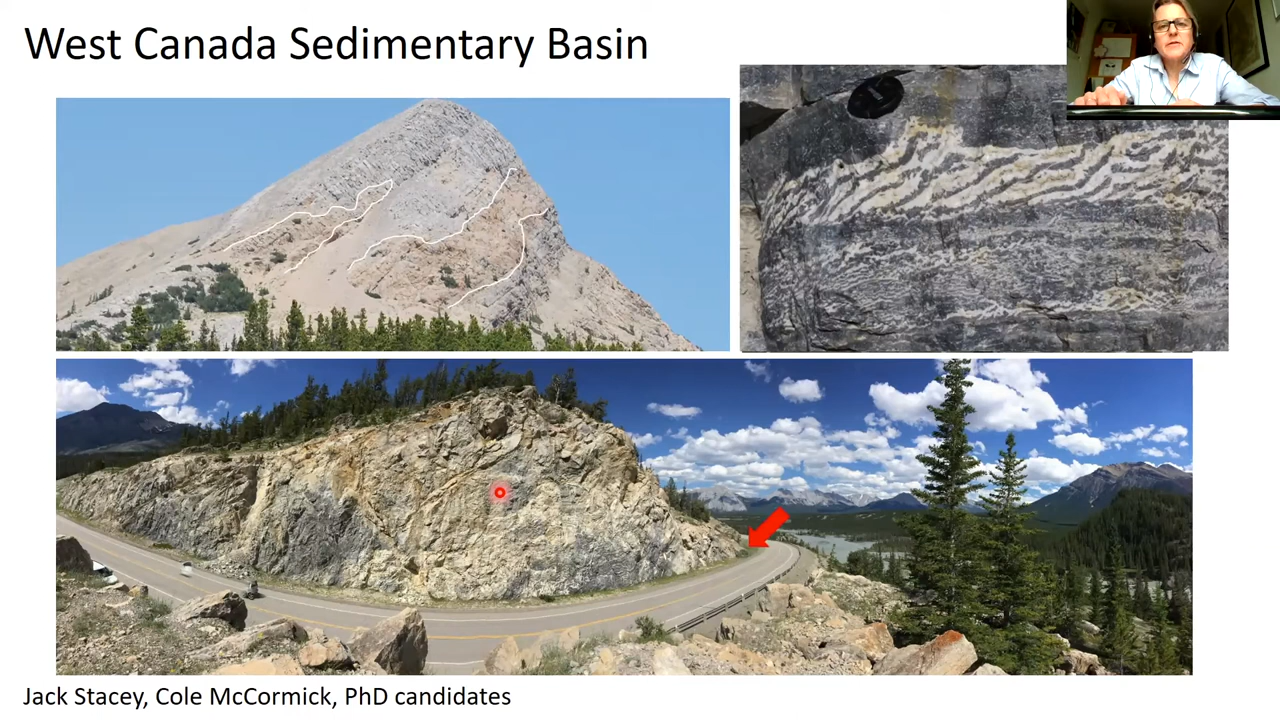 West Canada Sedimentary Basin
Jack Stacey, Cole McCormick, PhD candidates